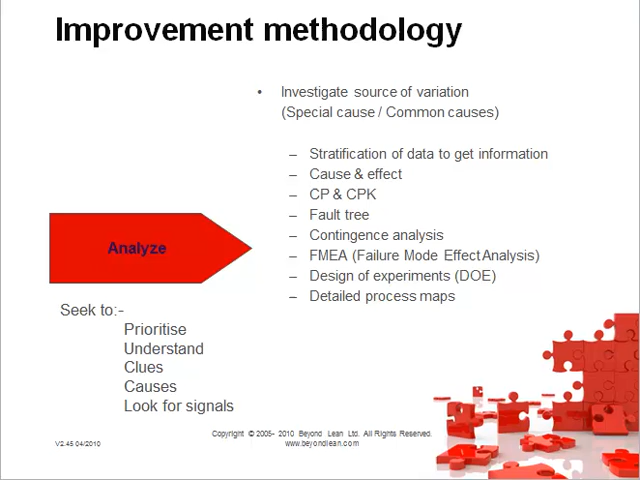 Improvement methodology
• Investigate source of variation
(Special cause / Common causes)
– Stratification of data to get information
– Cause & effect
– CP & CPK
– Fault tree
– Contingence analysis
– FMEA (Failure Mode Effect Analysis)
– Design of experiments (DOE)
– Detailed process maps
Analyze
Seek to:-
Prioritise
Understand
Clues
Causes
Look for signals
V2.45 04/2010
Copyright © 2005- 2010 Beyond Lean Ltd. All Rights Reserved.
www.beyondlean.com